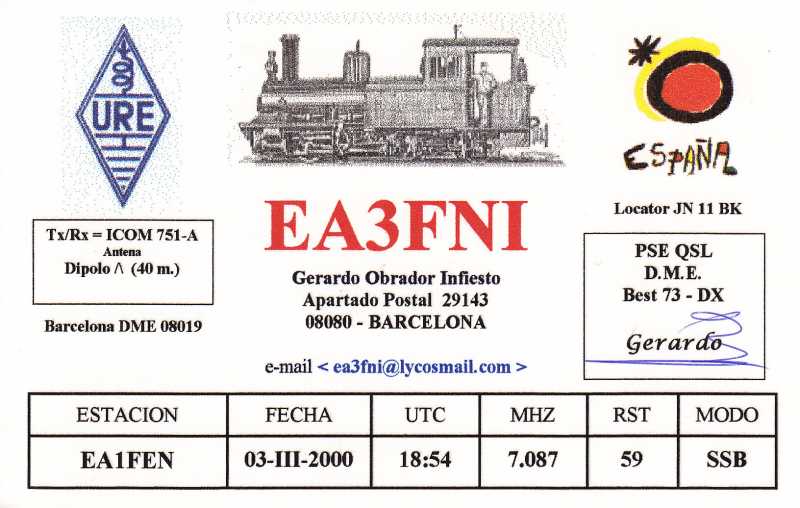 URE
ESPAÑA
EA3FNI
Locator JN 11 BK
Tx/Rx = ICOM 751-A
Antena
Dipolo /\ (40 m.)
Barcelona DME 08019
Gerardo Obrador Infiesto
Apartado Postal 29143
08080 - BARCELONA
e-mail < ea3fni@lycosmail.com >
PSE QSL
D.M.E.
Best 73 - DX
Gerardo
ESTACION FECHA UTC MHZ RST MODO
EA1FEN 03-III-2000 18:54 7.087 59 SSB